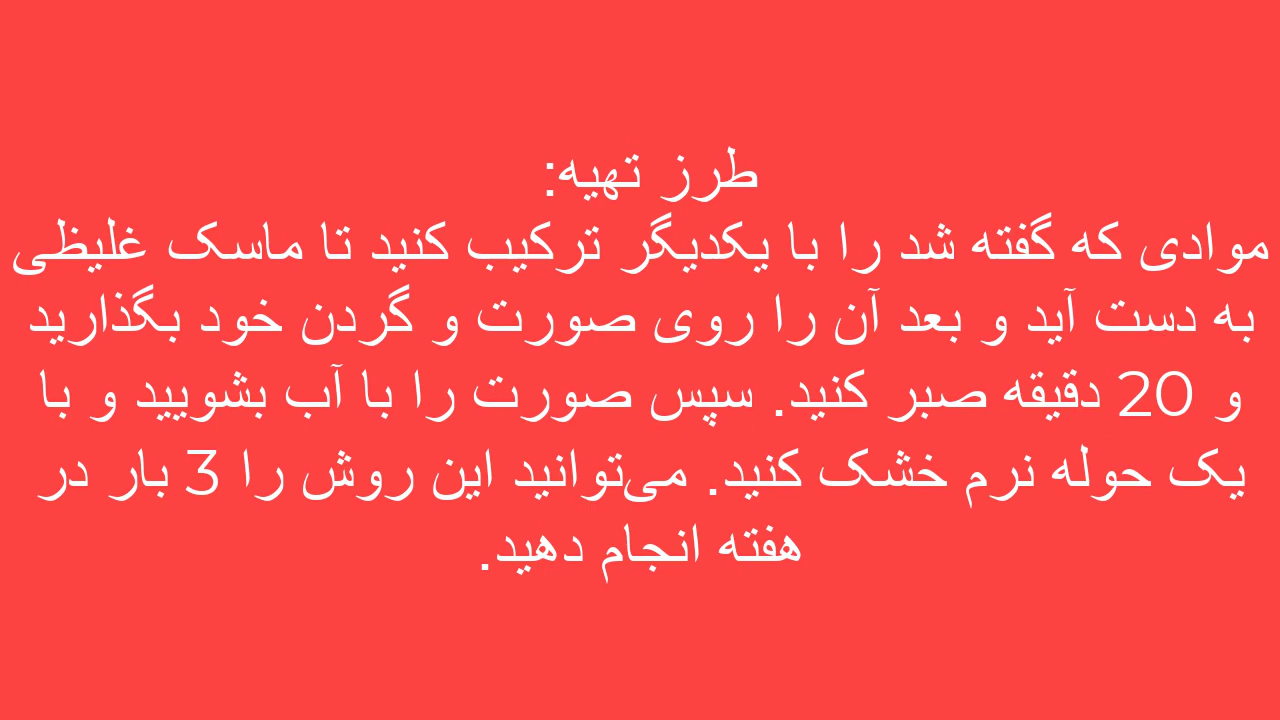 طرز تهیه:
موادی که گفته شد را با یکدیگر ترکیب کنید تا ماسک غلیظی
به دست آید و بعد آن را روی صورت و گردن خود بگذارید
و 20 دقیقه صبر کنید. سپس صورت را با آب بشویید و با
یک حوله نرم خشک کنید. می‌توانید این روش را 3 بار در
هفته انجام دهید.